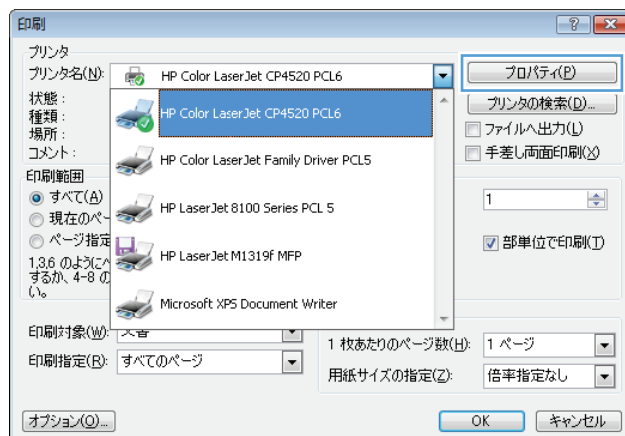 印刷
プリンタ
プリンタ名(N): HP Color LaserJet CP4520 PCL6 プロパティ(P)
状態 : HP Color LaserJet CP4520 PCL6 プリンタの検索(D)...
種類 :
場所 : ファイルへ出力(L)
コメント : HP Color LaserJet Family Driver PCL5 手差し両面印刷(X)
印刷範囲
すべて(A) HP LaserJet 8100 Series PCL 5 1
現在のペー
ページ指定 HP LaserJet M1319f MFP 部単位で印刷(T)
1,3,6 のようにペ
するか、4-8 の
い。 Microsoft XPS Document Writer
印刷対象(W): 文書
1 枚あたりのページ数(H): 1 ページ
印刷指定(R): すべてのページ
用紙サイズの指定(Z): 倍率指定なし
オプション(O)... OK キャンセル